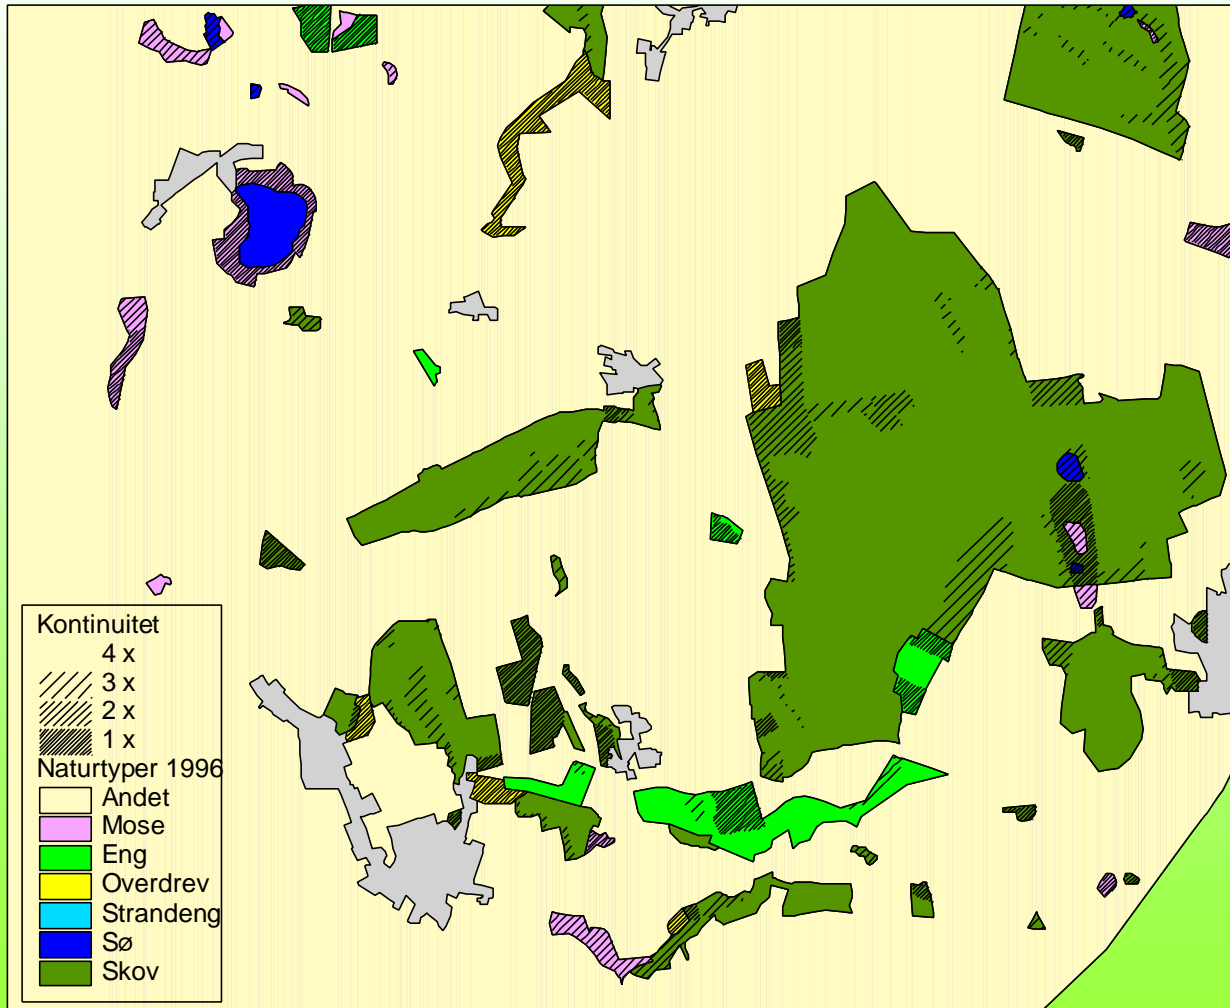 Kontinuitet
4 x
3 x
2 x
1 x
Naturtyper 1996
Andet
Mose
Eng
Overdrev
Strandeng
Sø
Skov